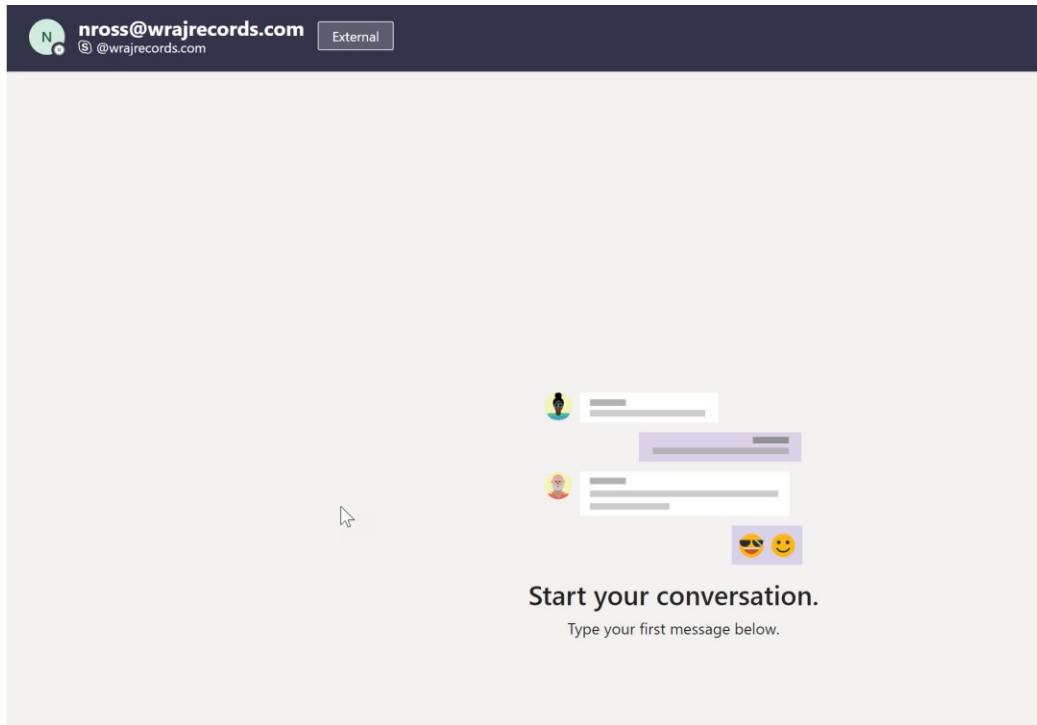 N
nross@wrajrecords.com
External
S @wrajrecords.com
Start your conversation.
Type your first message below.